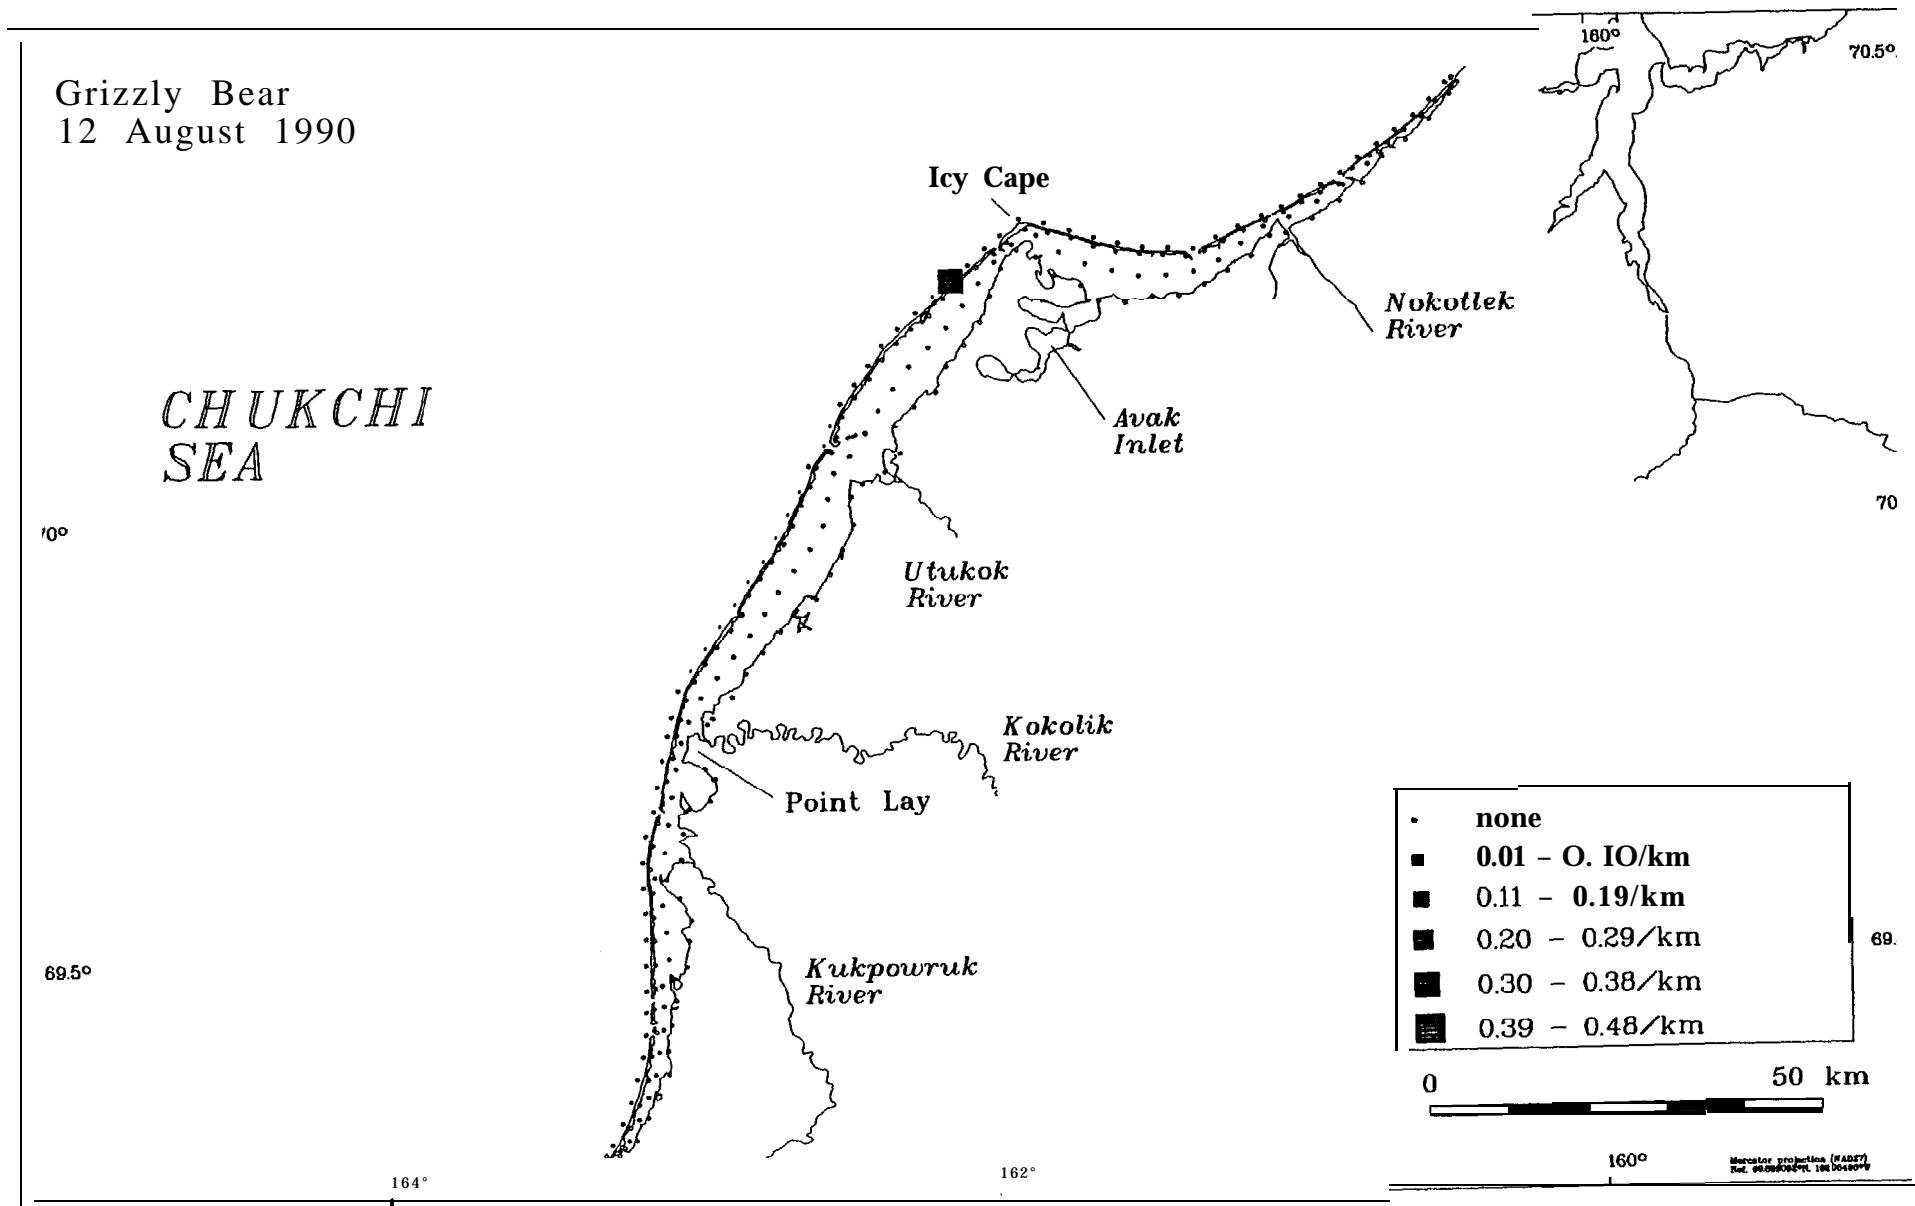 Grizzly Bear
12 August 1990
160°
70.5°
Icy Cape
Nokotlek
River
CHUKCHI
SEA
Avak
Inlet
70
70°
Utukok
River
Kokolik
River
Point Lay
none
0.01 – O. IO/km
0.11 – 0.19/km
0.20 – 0.29/km
0.30 – 0.38/km
0.39 – 0.48/km
69.
69.5°
Kukpowruk
River
0 50 km
164°
162°
160°
Mercator projection (NAD27)